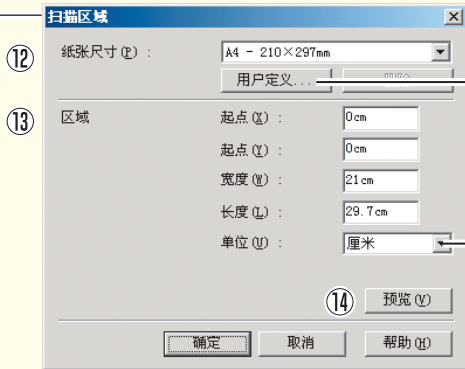 扫描区域
⑫ 纸张尺寸(P)： A4 - 210×297mm
用户定义... 删除
⑬ 区域 起点(X)： 0cm
起点(Y)： 0cm
宽度(W)： 21cm
长度(L)： 29.7cm
单位(U)： 厘米
⑭ 预览(V)
确定 取消 帮助(H)